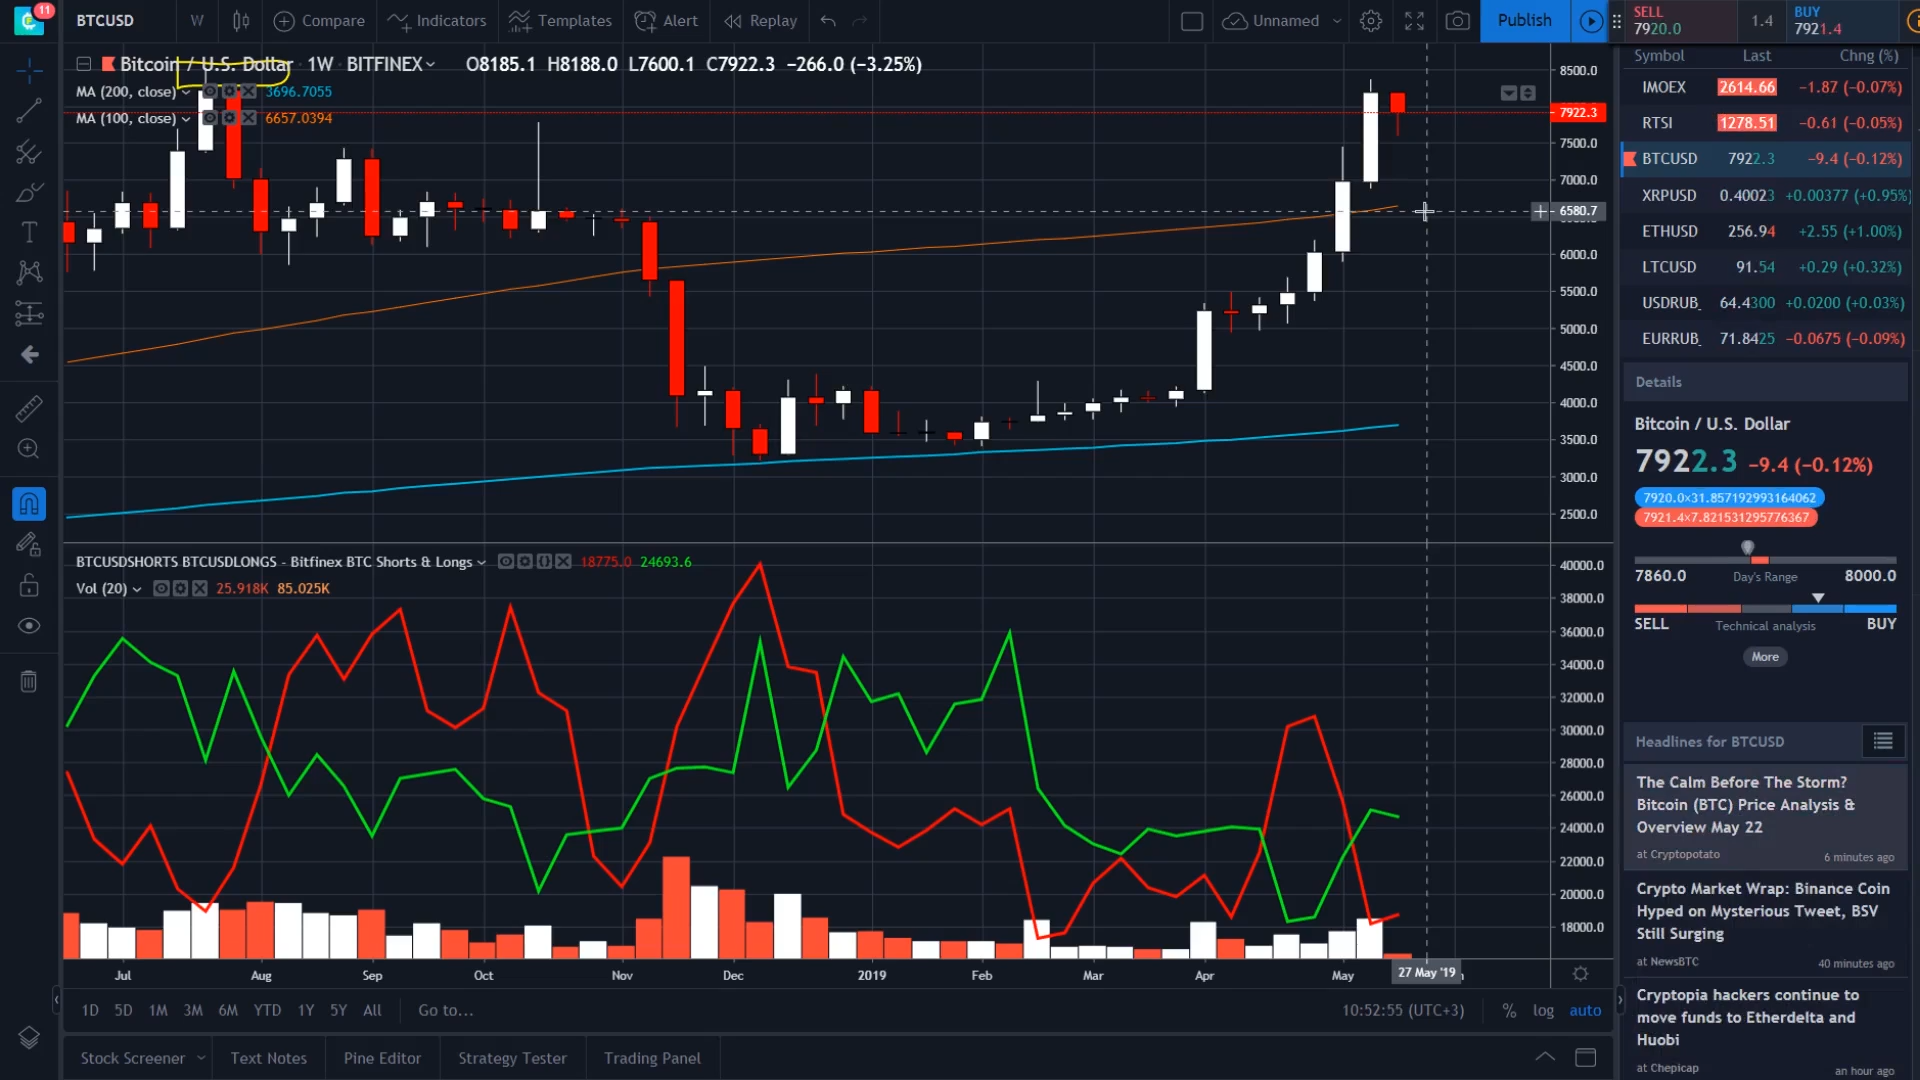 11
BTCUSD W Compare Indicators Templates Alert Replay Unnamed Publish
SELL 7920.0 1.4 BUY 7921.4
Bitcoin / U.S. Dollar 1W BITFINEX O8185.1 H8188.0 L7600.1 C7922.3 −266.0 (−3.25%)
MA (200, close) 3696.7055
MA (100, close) 6657.0394
8500.0
7922.3
7500.0
7000.0
6580.7
6000.0
5500.0
5000.0
4500.0
4000.0
3500.0
3000.0
2500.0
BTCUSDSHORTS BTCUSDLONGS - Bitfinex BTC Shorts & Longs 18775.0 24693.6
Vol (20) 25.918K 85.025K
40000.0
38000.0
36000.0
34000.0
32000.0
30000.0
28000.0
26000.0
24000.0
22000.0
20000.0
18000.0
Jul Aug Sep Oct Nov Dec 2019 Feb Mar Apr May 27 May '19
1D 5D 1M 3M 6M YTD 1Y 5Y All Go to... 10:52:55 (UTC+3) % log auto
Stock Screener Text Notes Pine Editor Strategy Tester Trading Panel
Symbol Last Chng (%)
IMOEX 2614.66 −1.87 (−0.07%)
RTSI 1278.51 −0.61 (−0.05%)
BTCUSD 7922.3 −9.4 (−0.12%)
XRPUSD 0.40023 +0.00377 (+0.95%)
ETHUSD 256.94 +2.55 (+1.00%)
LTCUSD 91.54 +0.29 (+0.32%)
USDRUB_ 64.4300 +0.0200 (+0.03%)
EURRUB_ 71.8425 −0.0675 (−0.09%)
Details
Bitcoin / U.S. Dollar
7922.3 −9.4 (−0.12%)
7920.0×31.857192993164062
7921.4×7.821531295776367
7860.0 Day's Range 8000.0
SELL Technical analysis BUY
More
Headlines for BTCUSD
The Calm Before The Storm?
Bitcoin (BTC) Price Analysis &
Overview May 22
at Cryptopotato 6 minutes ago
Crypto Market Wrap: Binance Coin
Hyped on Mysterious Tweet, BSV
Still Surging
at NewsBTC 40 minutes ago
Cryptopia hackers continue to
move funds to Etherdelta and
Huobi
at Chepicap an hour ago